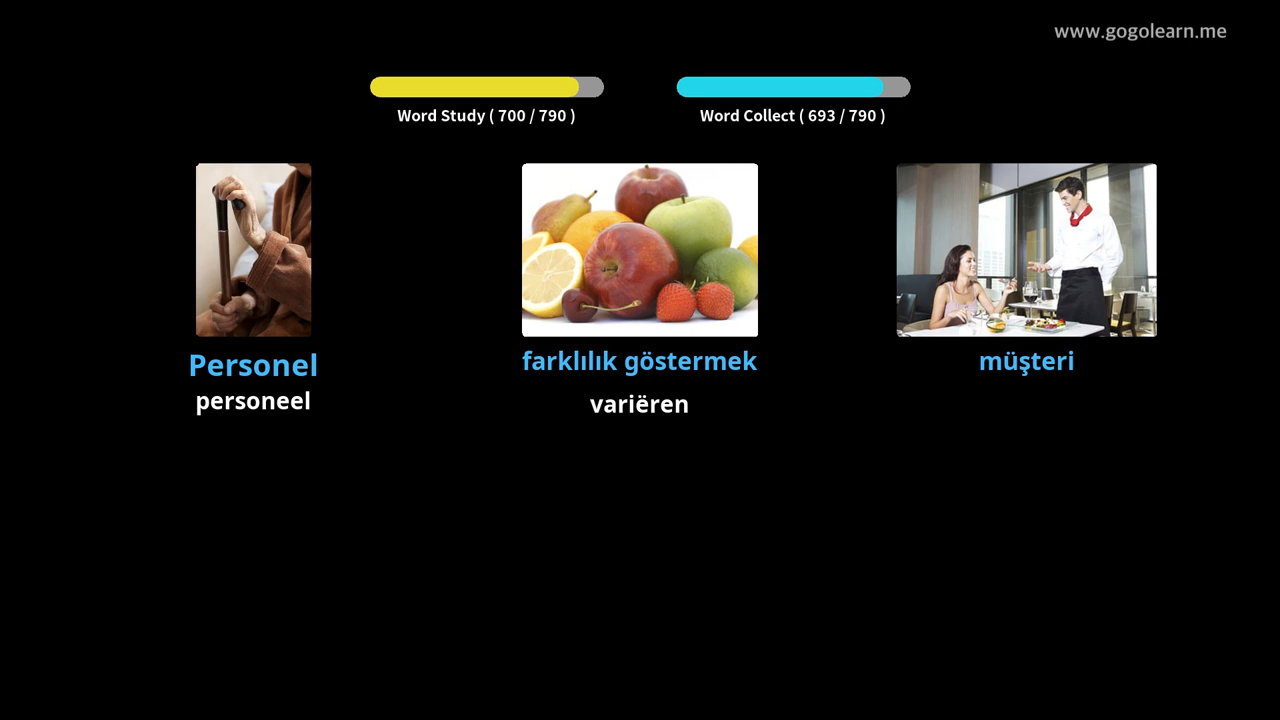 www.gogolearn.me
Word Study ( 700 / 790 )
Word Collect ( 693 / 790 )
Personel
personeel
farklılık göstermek
variëren
müşteri